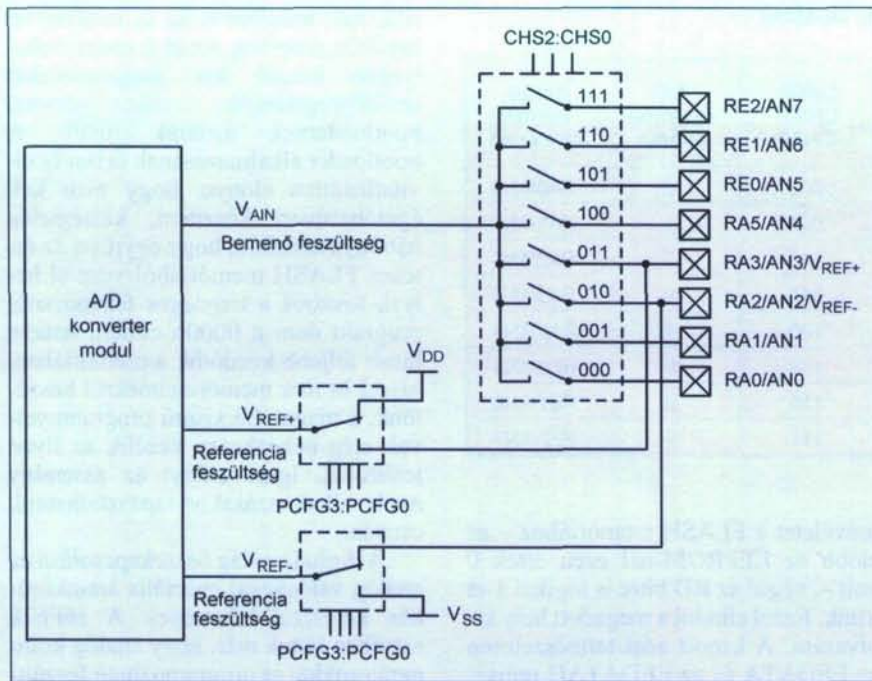 CHS2:CHS0
111
RE2/AN7
110
RE1/AN6
101
RE0/AN5
100
RA5/AN4
011
RA3/AN3/VREF+
010
RA2/AN2/VREF-
001
RA1/AN1
000
RA0/AN0
VAIN
Bemenő feszültség
A/D
konverter
modul
VDD
VREF+
Referencia
feszültség
PCFG3:PCFG0
VREF-
Referencia
feszültség
VSS
PCFG3:PCFG0